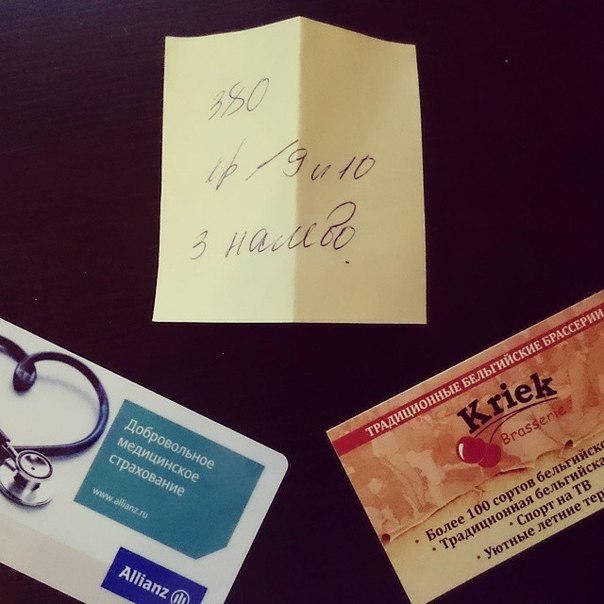 380
1ф / 9 и 10
3 налево
Добровольное
медицинское
страхование
www.allianz.ru
Allianz
ТРАДИЦИОННЫЕ БЕЛЬГИЙСКИЕ БРАССЕРИИ
Kriek
Brasserie
• Более 100 сортов бельгийско
• Традиционная бельгийска
• Спорт на ТВ
• Уютные летние тер